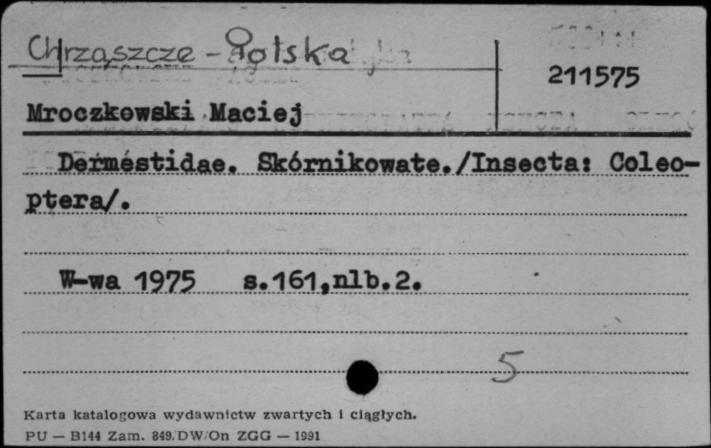 Chrząszcze - Polska
211575
Mroczkowski Maciej
Derméstidae. Skórnikowate./Insecta: Coleo-
ptera/.
W-wa 1975 s.161,nlb.2.
5
Karta katalogowa wydawnictw zwartych i ciągłych.
PU — B144 Zam. 849/DW/On ZGG — 1991